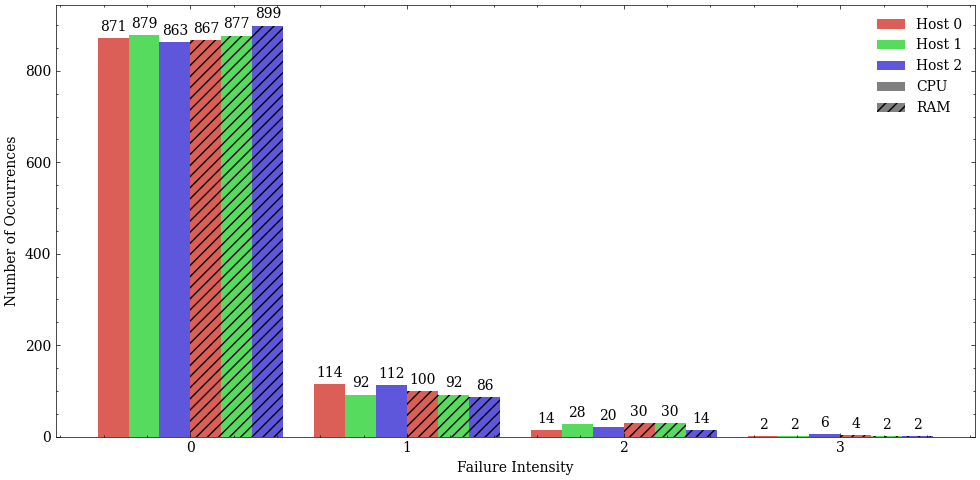 871 879 863 867 877 899
Host 0
Host 1
Host 2
CPU
RAM
800
600
400
200
0
Number of Occurrences
114 92 112 100 92 86
14 28 20 30 30 14
2 2 6 4 2 2
0 1 2 3
Failure Intensity